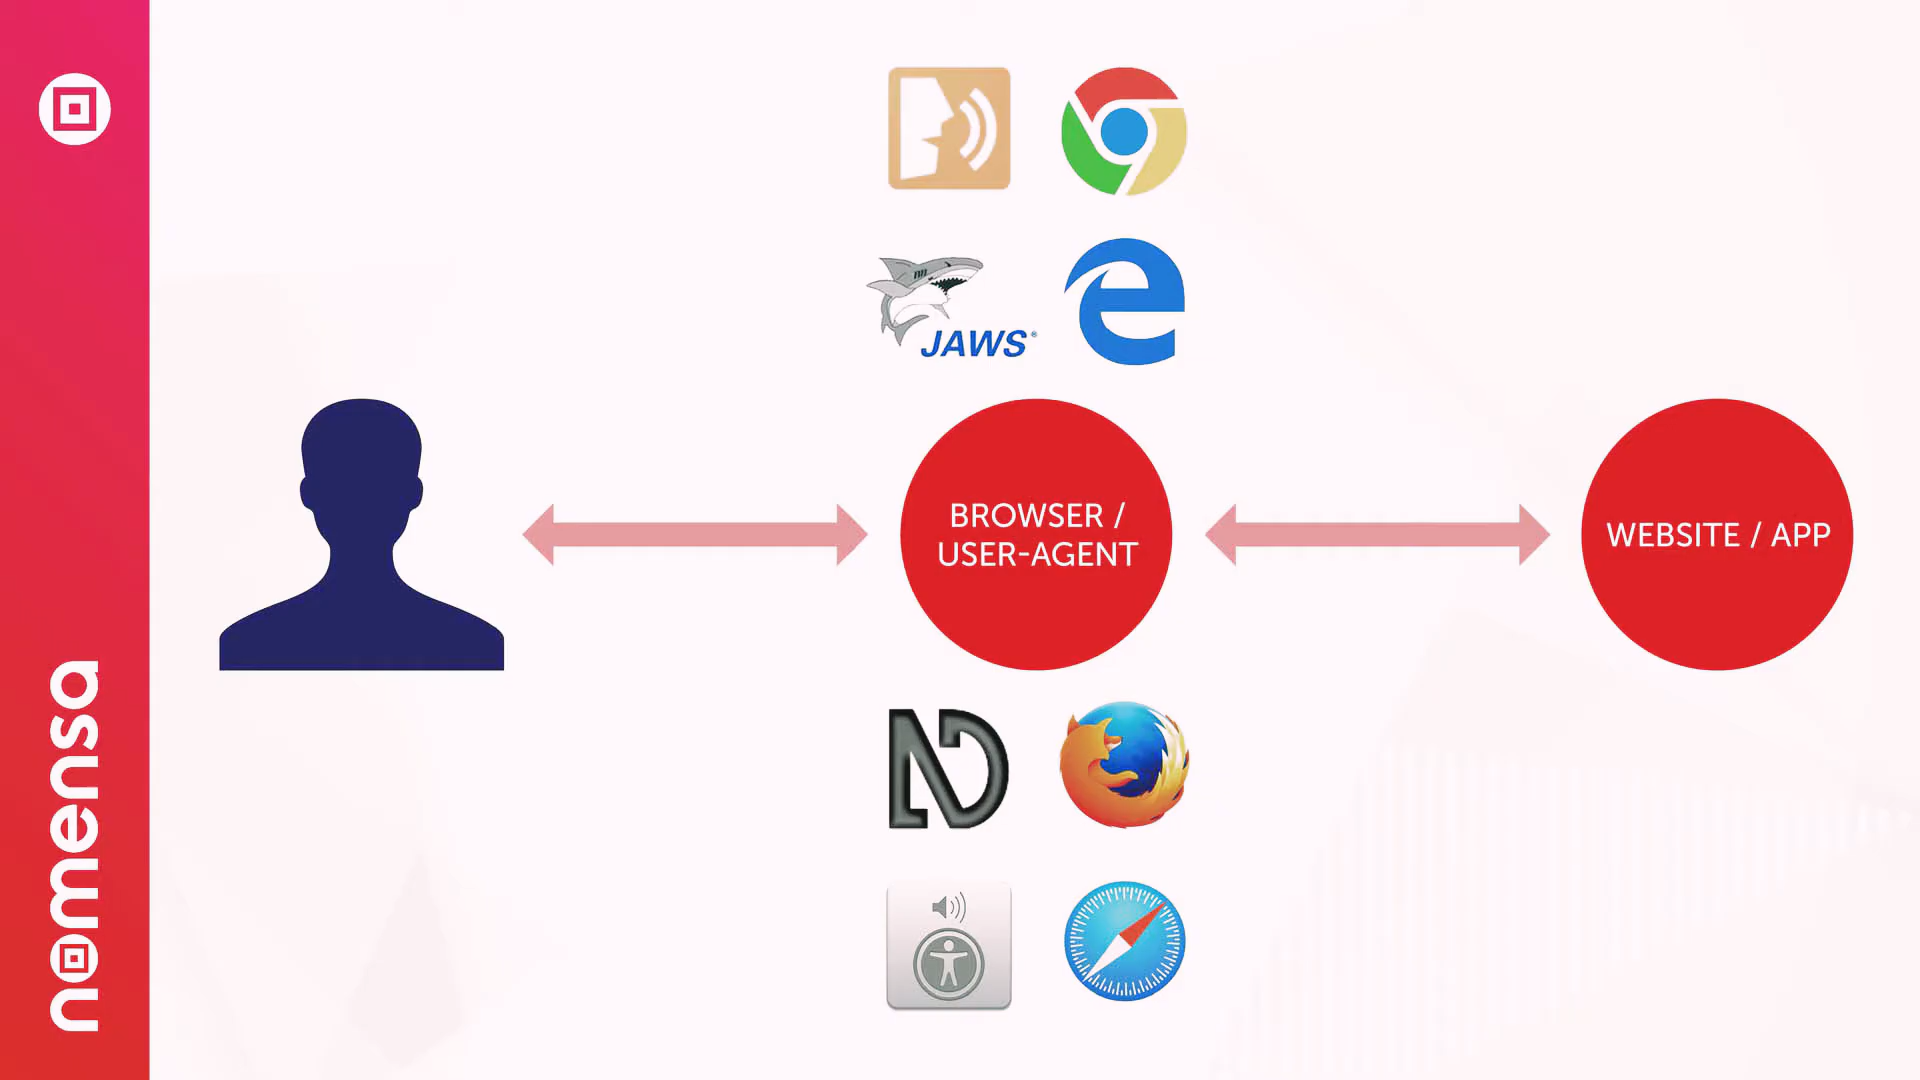 nomensa
JAWS®
BROWSER /
USER-AGENT
WEBSITE / APP